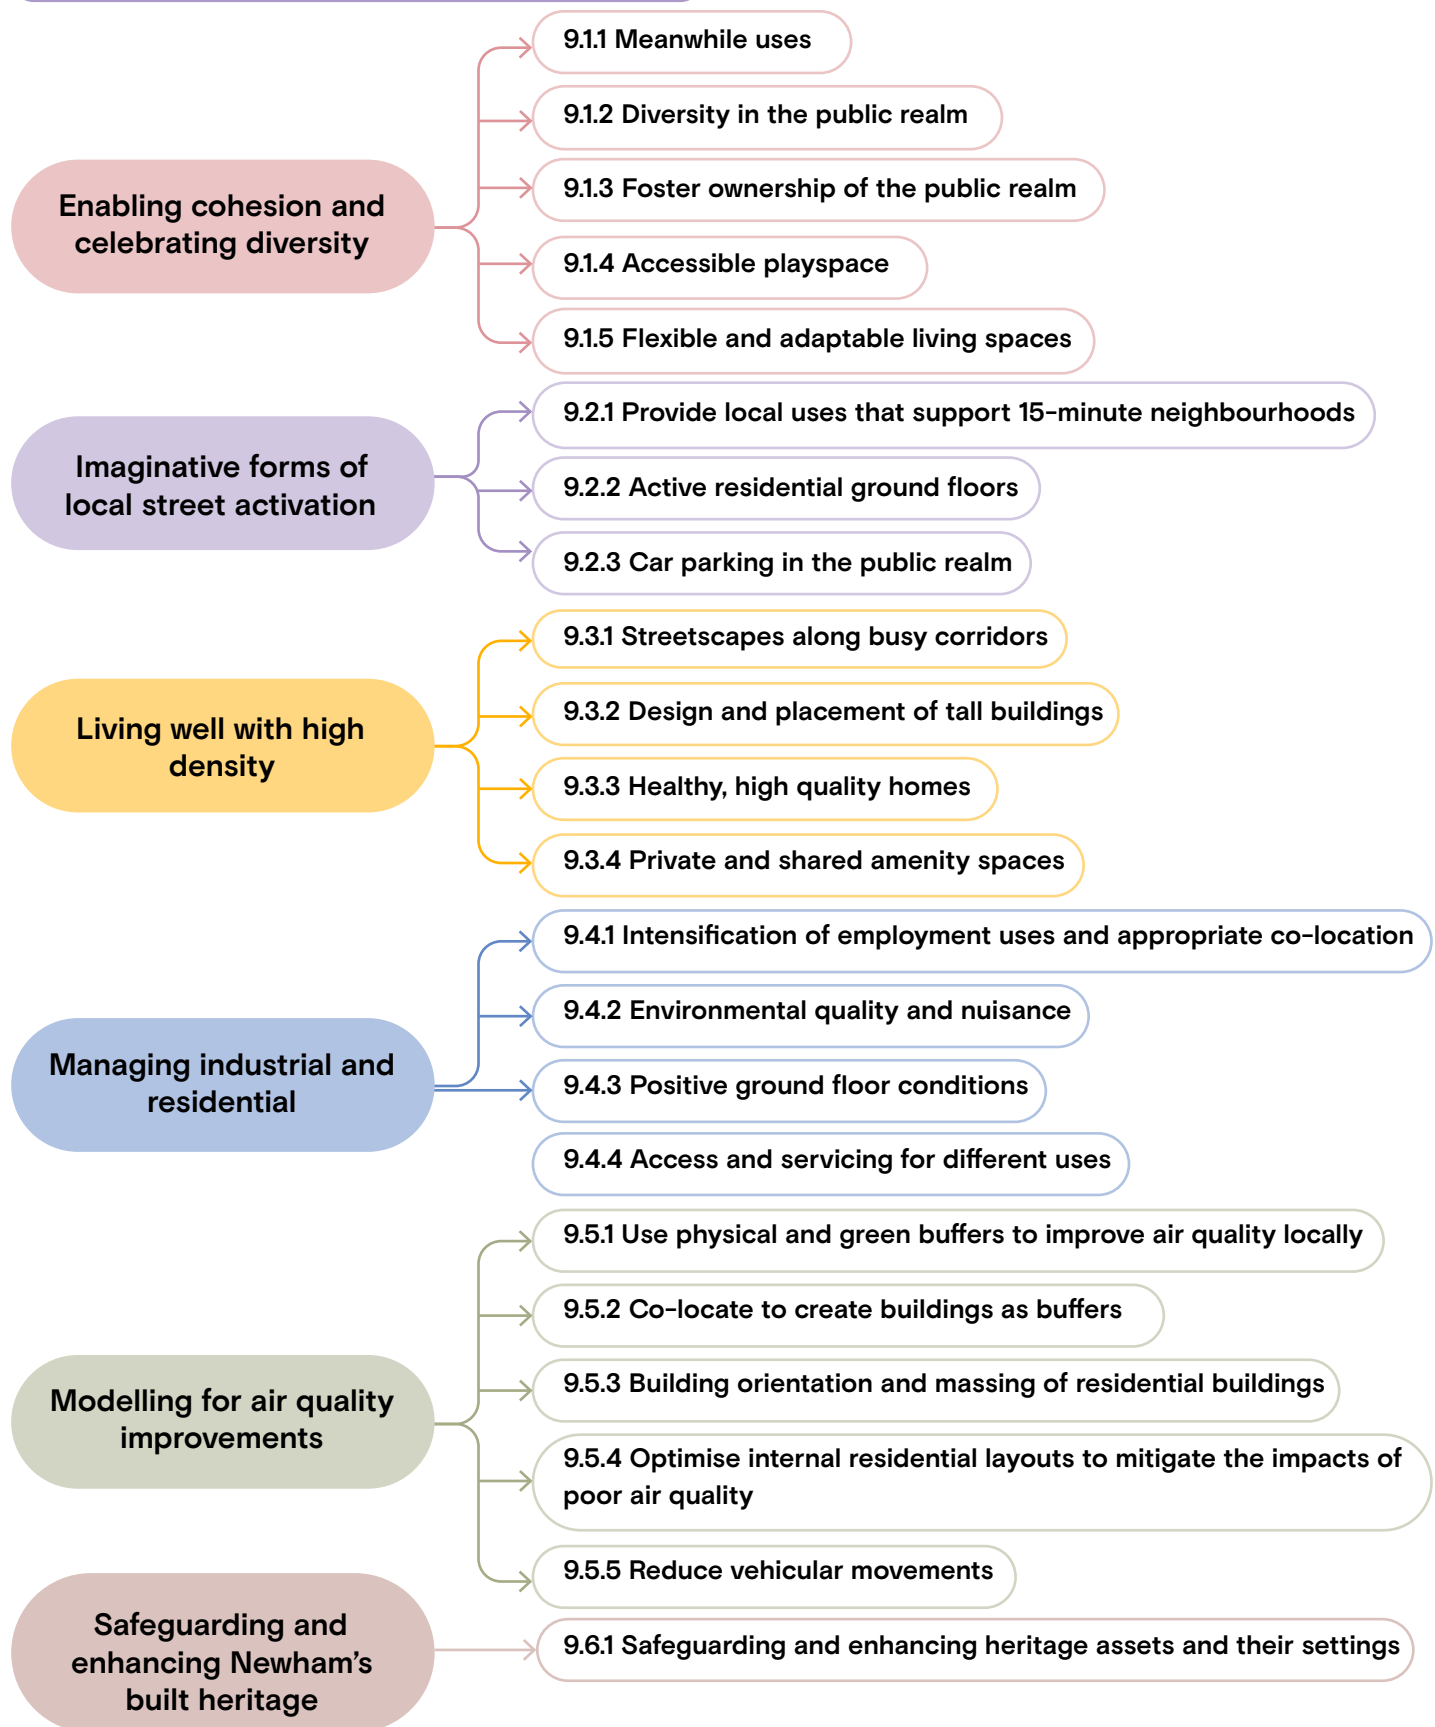 Enabling cohesion and
celebrating diversity
9.1.1 Meanwhile uses
9.1.2 Diversity in the public realm
9.1.3 Foster ownership of the public realm
9.1.4 Accessible playspace
9.1.5 Flexible and adaptable living spaces
Imaginative forms of
local street activation
9.2.1 Provide local uses that support 15-minute neighbourhoods
9.2.2 Active residential ground floors
9.2.3 Car parking in the public realm
Living well with high
density
9.3.1 Streetscapes along busy corridors
9.3.2 Design and placement of tall buildings
9.3.3 Healthy, high quality homes
9.3.4 Private and shared amenity spaces
Managing industrial and
residential
9.4.1 Intensification of employment uses and appropriate co-location
9.4.2 Environmental quality and nuisance
9.4.3 Positive ground floor conditions
9.4.4 Access and servicing for different uses
Modelling for air quality
improvements
9.5.1 Use physical and green buffers to improve air quality locally
9.5.2 Co-locate to create buildings as buffers
9.5.3 Building orientation and massing of residential buildings
9.5.4 Optimise internal residential layouts to mitigate the impacts of
poor air quality
9.5.5 Reduce vehicular movements
Safeguarding and
enhancing Newham's
built heritage
9.6.1 Safeguarding and enhancing heritage assets and their settings